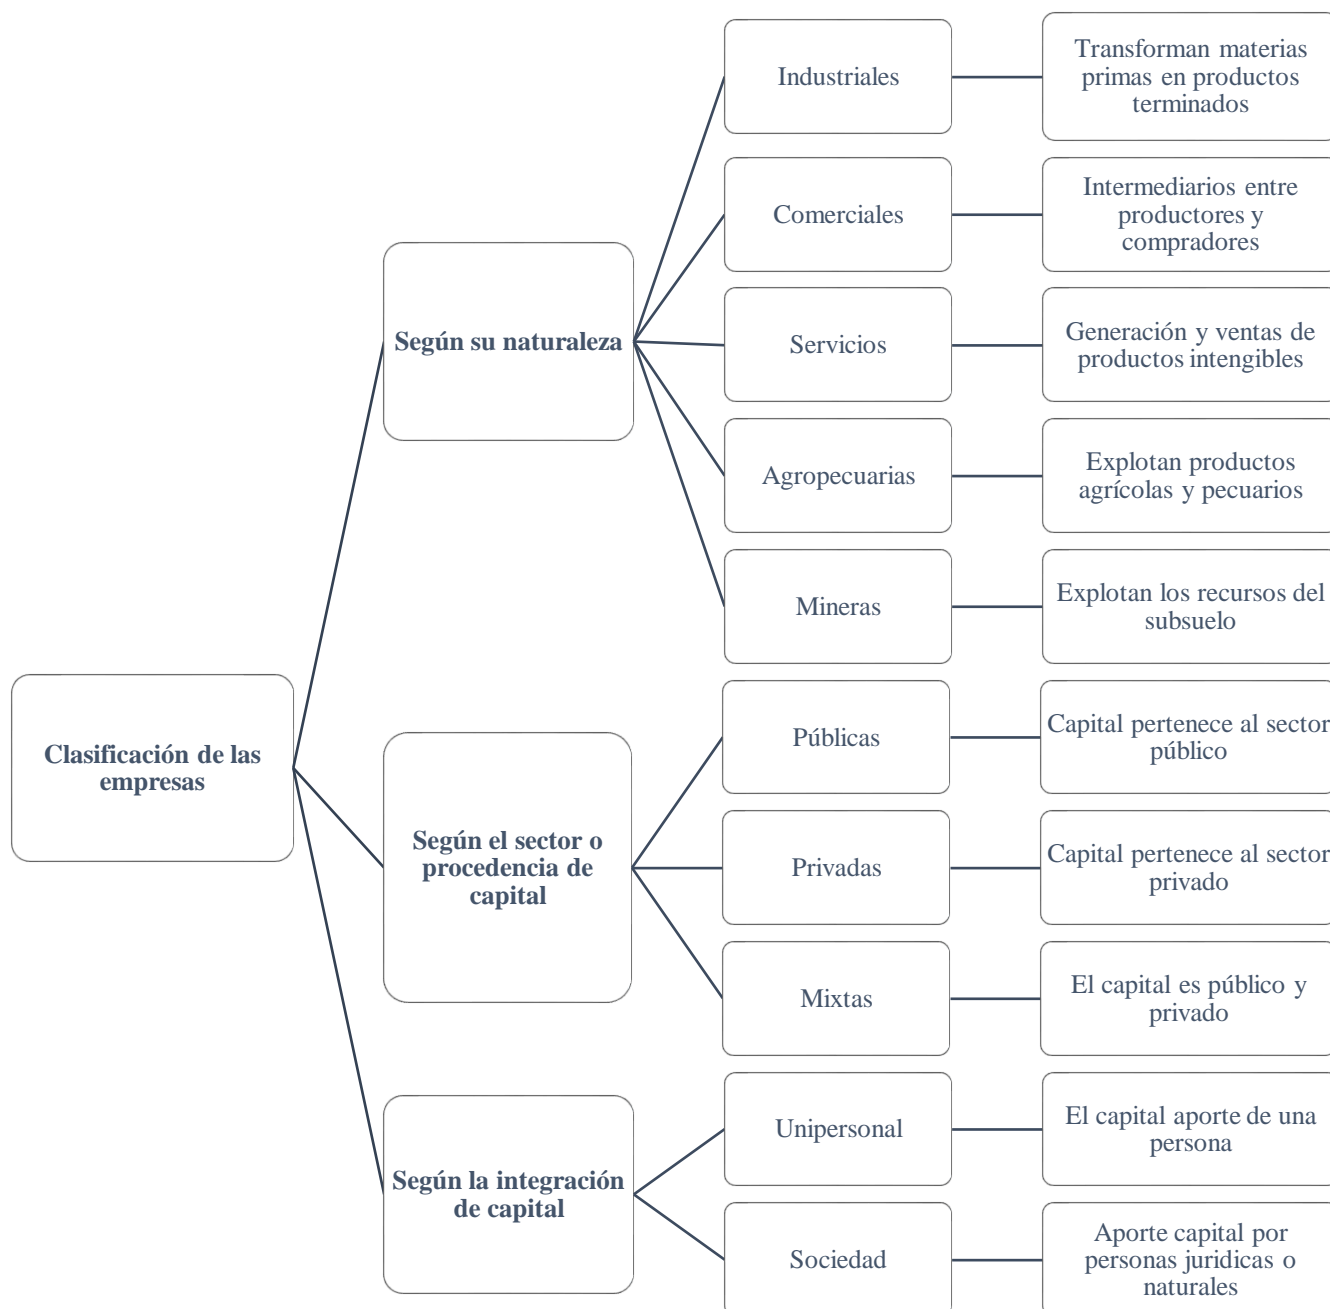 Clasificación de las
empresas
Según su naturaleza
Industriales
Transforman materias
primas en productos
terminados
Comerciales
Intermediarios entre
productores y
compradores
Servicios
Generación y ventas de
productos intengibles
Agropecuarias
Explotan productos
agrícolas y pecuarios
Mineras
Explotan los recursos del
subsuelo
Según el sector o
procedencia de
capital
Públicas
Capital pertenece al sector
público
Privadas
Capital pertenece al sector
privado
Mixtas
El capital es público y
privado
Según la integración
de capital
Unipersonal
El capital aporte de una
persona
Sociedad
Aporte capital por
personas juridicas o
naturales